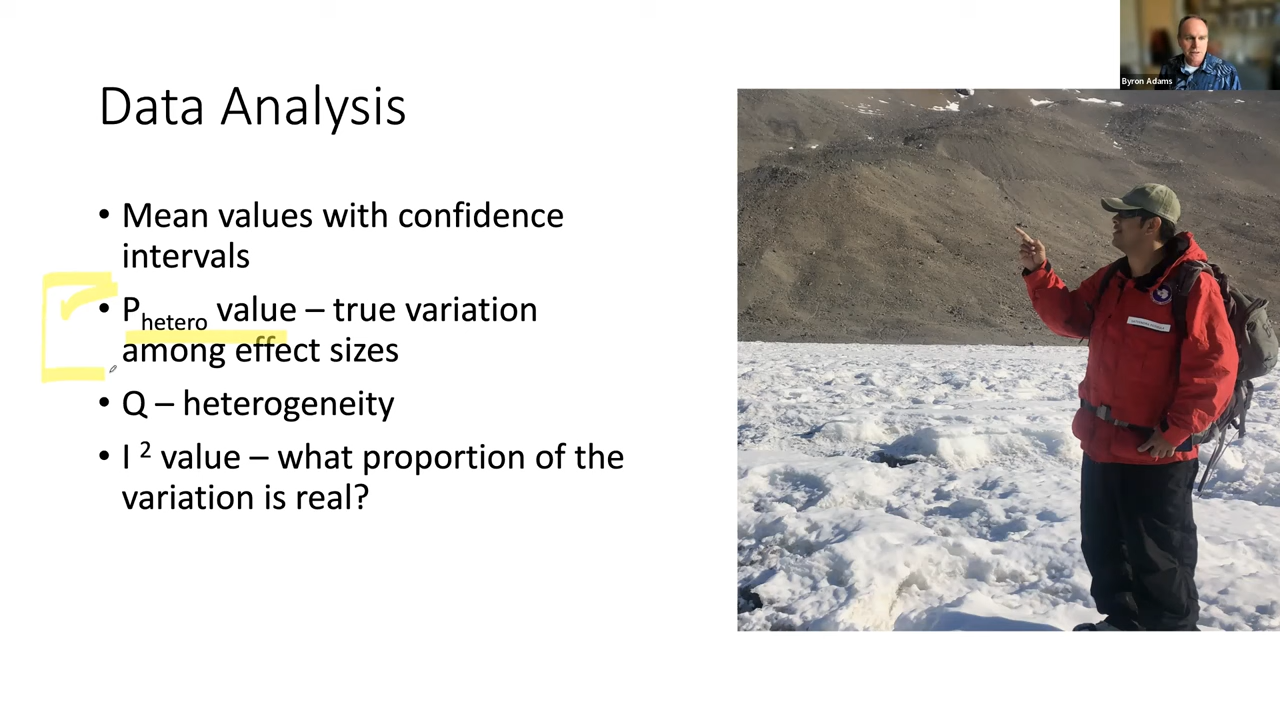 Byron Adams
Data Analysis
• Mean values with confidence
intervals
• Phetero value – true variation
among effect sizes
• Q – heterogeneity
• I ² value – what proportion of the
variation is real?